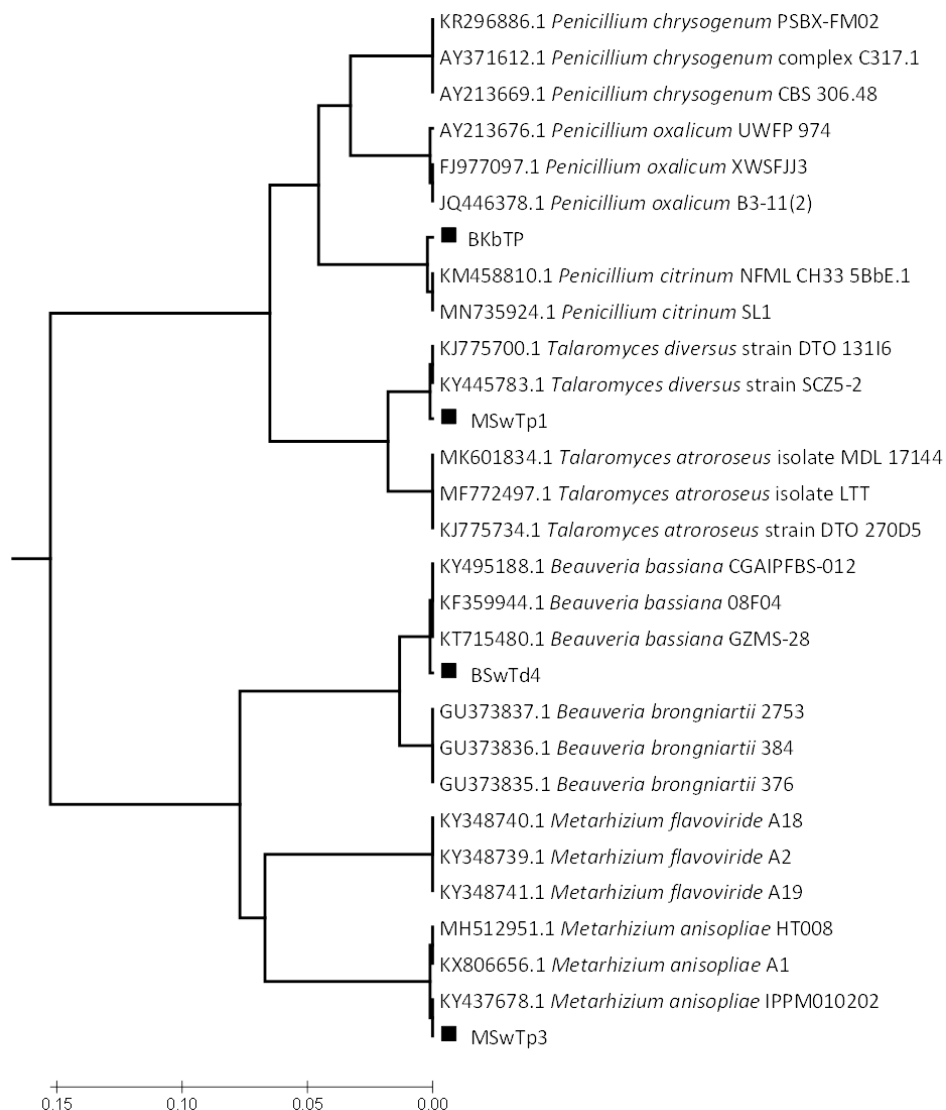 KR296886.1 Penicillium chrysogenum PSBX-FM02
AY371612.1 Penicillium chrysogenum complex C317.1
AY213669.1 Penicillium chrysogenum CBS 306.48
AY213676.1 Penicillium oxalicum UWFP 974
FJ977097.1 Penicillium oxalicum XWSFJJ3
JQ446378.1 Penicillium oxalicum B3-11(2)
BKbTP
KM458810.1 Penicillium citrinum NFML CH33 5BbE.1
MN735924.1 Penicillium citrinum SL1
KJ775700.1 Talaromyces diversus strain DTO 131I6
KY445783.1 Talaromyces diversus strain SCZ5-2
MSwTp1
MK601834.1 Talaromyces atroroseus isolate MDL 17144
MF772497.1 Talaromyces atroroseus isolate LTT
KJ775734.1 Talaromyces atroroseus strain DTO 270D5
KY495188.1 Beauveria bassiana CGAIPFBS-012
KF359944.1 Beauveria bassiana 08F04
KT715480.1 Beauveria bassiana GZMS-28
BSwTd4
GU373837.1 Beauveria brongniartii 2753
GU373836.1 Beauveria brongniartii 384
GU373835.1 Beauveria brongniartii 376
KY348740.1 Metarhizium flavoviride A18
KY348739.1 Metarhizium flavoviride A2
KY348741.1 Metarhizium flavoviride A19
MH512951.1 Metarhizium anisopliae HT008
KX806656.1 Metarhizium anisopliae A1
KY437678.1 Metarhizium anisopliae IPPM010202
MSwTp3
0.15 0.10 0.05 0.00